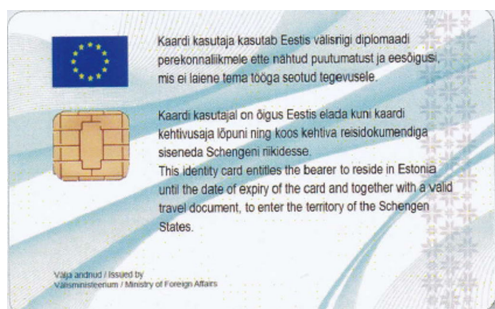 Kaardi kasutaja kasutab Eestis välisriigi diplomaadi
perekonnaliikmele ette nähtud puutumatust ja eesõigusi,
mis ei laiene tema tööga seotud tegevusele.
Kaardi kasutajal on õigus Eestis elada kuni kaardi
kehtivusaja lõpuni ning koos kehtiva reisidokumendiga
siseneda Schengeni riikidesse.
This identity card entitles the bearer to reside in Estonia
until the date of expiry of the card and together with a valid
travel document, to enter the territory of the Schengen
States.
Välja andnud / Issued by
Välisministeerium / Ministry of Foreign Affairs